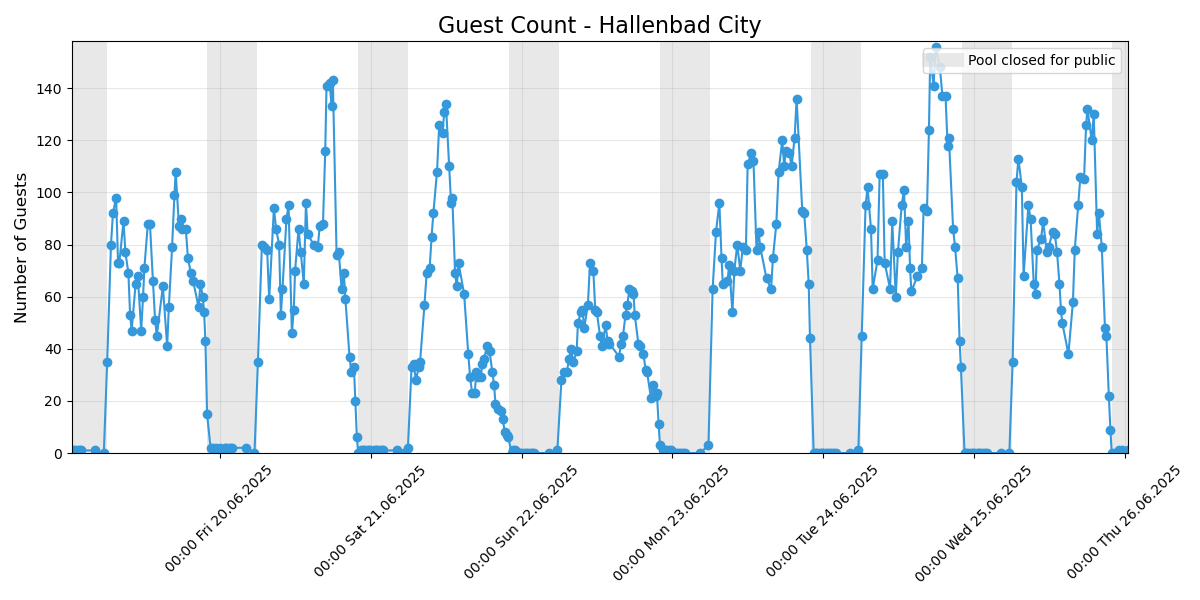 Guest Count - Hallenbad City
Pool closed for public
Number of Guests
140
120
100
80
60
40
20
0
00:00 Fri 20.06.2025
00:00 Sat 21.06.2025
00:00 Sun 22.06.2025
00:00 Mon 23.06.2025
00:00 Tue 24.06.2025
00:00 Wed 25.06.2025
00:00 Thu 26.06.2025